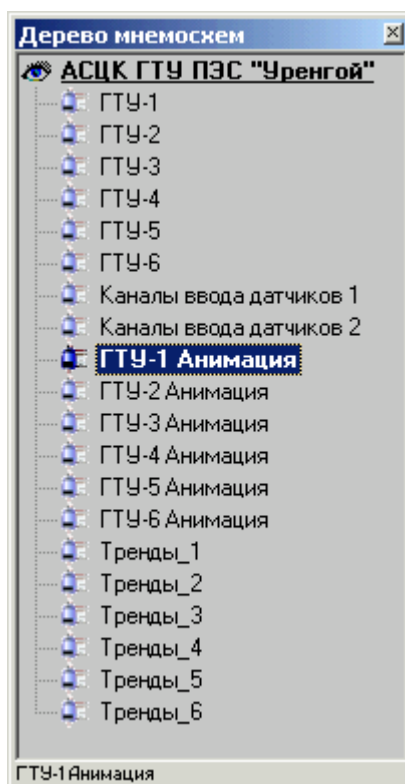 Дерево мнемосхем
АСЦК ГТУ ПЭС "Уренгой"
ГТУ-1
ГТУ-2
ГТУ-3
ГТУ-4
ГТУ-5
ГТУ-6
Каналы ввода датчиков 1
Каналы ввода датчиков 2
ГТУ-1 Анимация
ГТУ-2 Анимация
ГТУ-3 Анимация
ГТУ-4 Анимация
ГТУ-5 Анимация
ГТУ-6 Анимация
Тренды_1
Тренды_2
Тренды_3
Тренды_4
Тренды_5
Тренды_6
ГТУ-1 Анимация